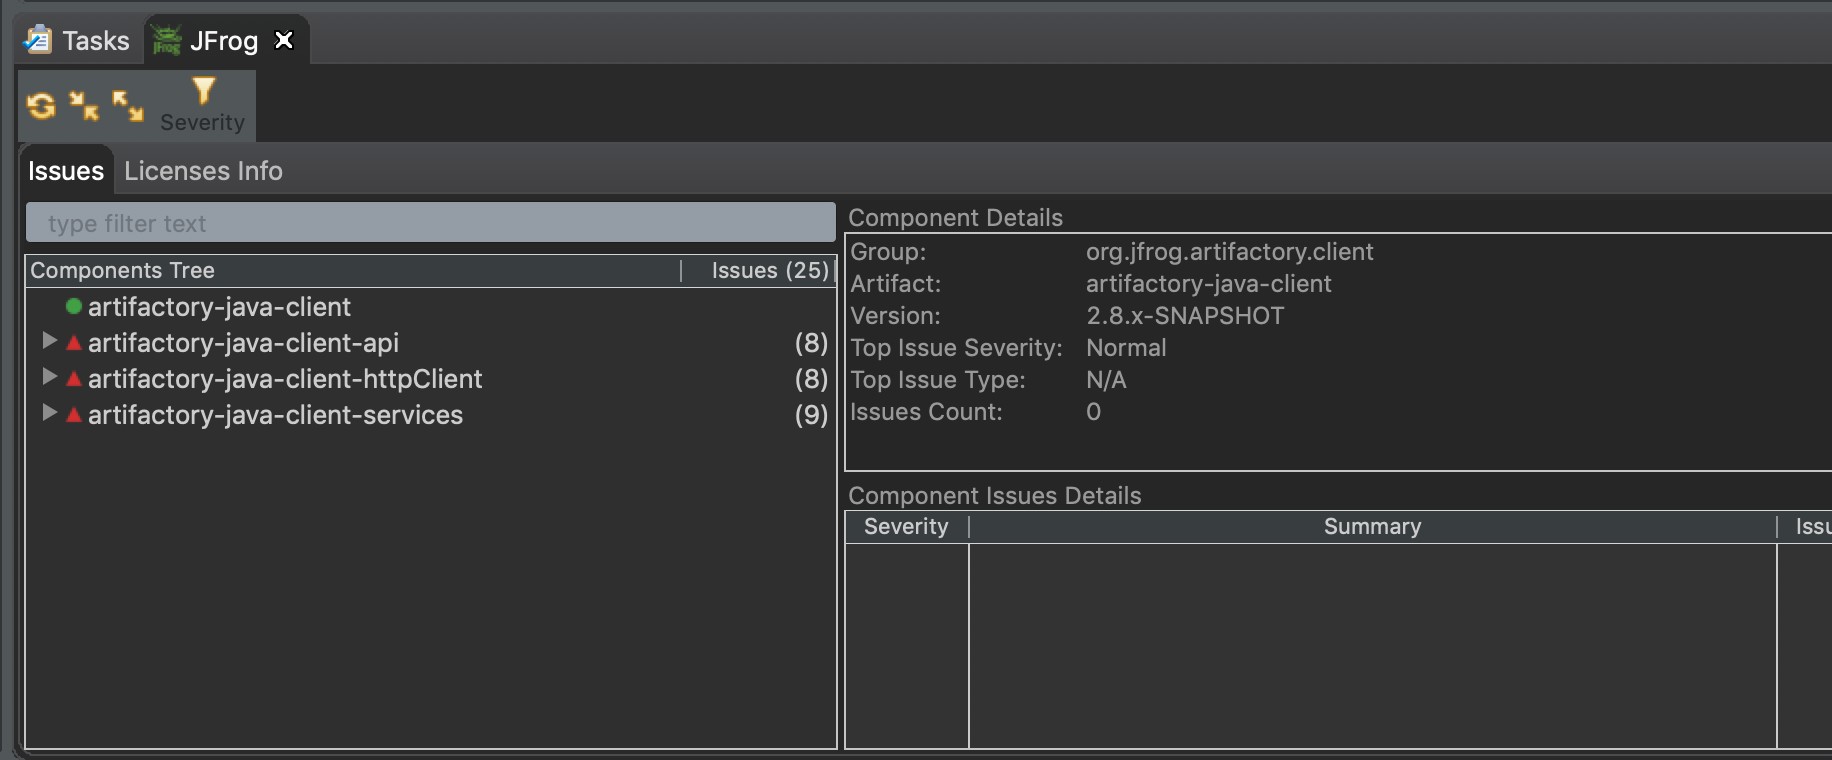 Tasks JFrog
Severity
Issues Licenses Info
type filter text
Components Tree Issues (25)
artifactory-java-client
artifactory-java-client-api (8)
artifactory-java-client-httpClient (8)
artifactory-java-client-services (9)
Component Details
Group: org.jfrog.artifactory.client
Artifact: artifactory-java-client
Version: 2.8.x-SNAPSHOT
Top Issue Severity: Normal
Top Issue Type: N/A
Issues Count: 0
Component Issues Details
Severity Summary Issu